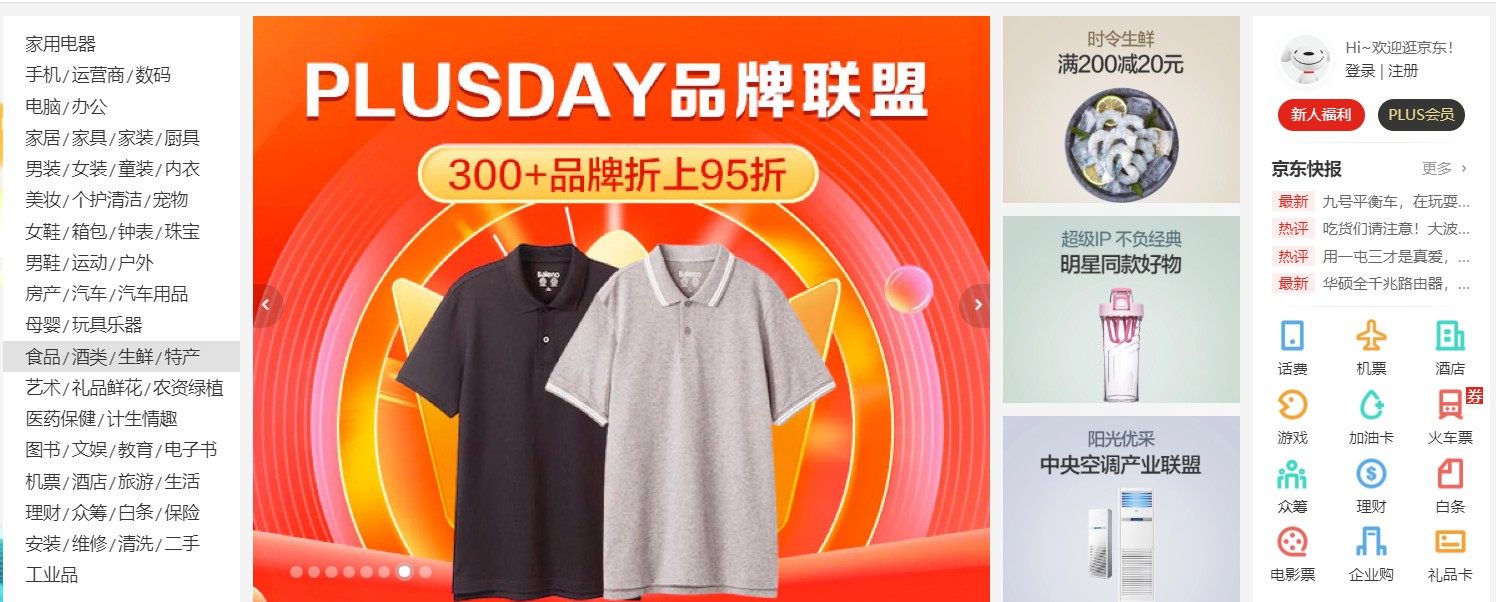 家用电器
手机/运营商/数码
电脑/办公
家居/家具/家装/厨具
男装/女装/童装/内衣
美妆/个护清洁/宠物
女鞋/箱包/钟表/珠宝
男鞋/运动/户外
房产/汽车/汽车用品
母婴/玩具乐器
食品/酒类/生鲜/特产
艺术/礼品鲜花/农资绿植
医药保健/计生情趣
图书/文娱/教育/电子书
机票/酒店/旅游/生活
理财/众筹/白条/保险
安装/维修/清洗/二手
工业品
PLUSDAY品牌联盟
300+品牌折上95折
Baleno
Baleno
时令生鲜
满200减20元
超级IP 不负经典
明星同款好物
阳光优采
中央空调产业联盟
Hi~欢迎逛京东!
登录 | 注册
新人福利 PLUS会员
京东快报 更多 ›
最新 九号平衡车，在玩耍...
热评 吃货们请注意！大波...
热评 用一屯三才是真爱，...
最新 华硕全千兆路由器，...
话费 机票 酒店
券
游戏 加油卡 火车票
众筹 理财 白条
电影票 企业购 礼品卡